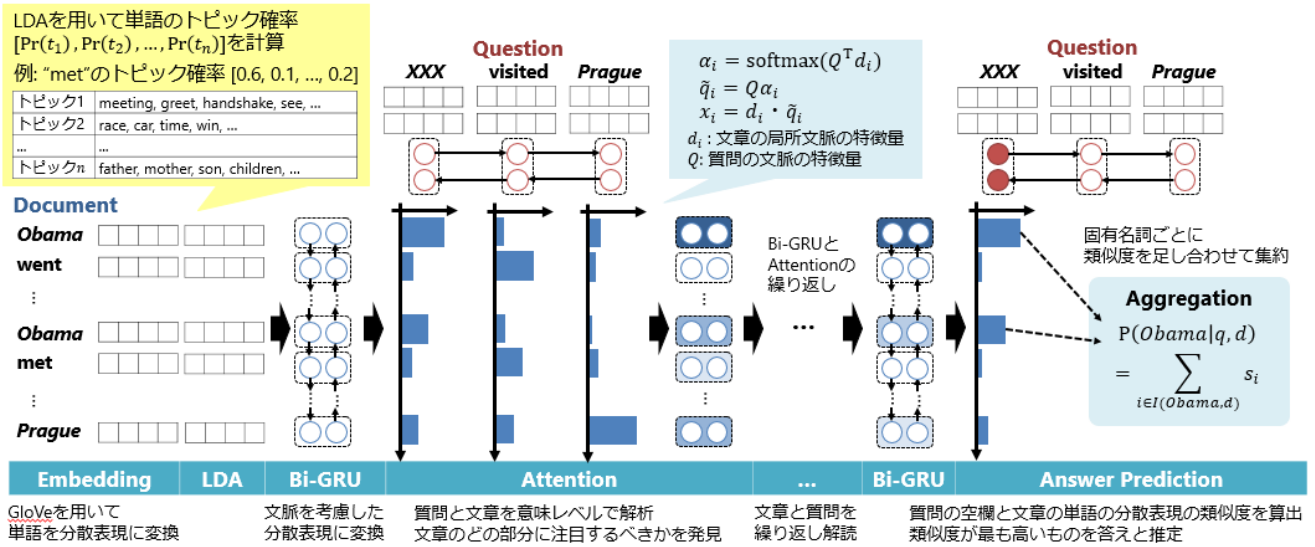 LDAを用いて単語のトピック確率
[Pr(t₁), Pr(t₂), …, Pr(tₙ)]を計算
例: “met”のトピック確率 [0.6, 0.1, …, 0.2]
トピック1 meeting, greet, handshake, see, …
トピック2 race, car, time, win, …
… …
トピックn father, mother, son, children, …
Question
XXX visited Prague
αᵢ = softmax(Qᵀdᵢ)
q̃ᵢ = Qαᵢ
xᵢ = dᵢ・q̃ᵢ
dᵢ : 文章の局所文脈の特徴量
Q: 質問の文脈の特徴量
Question
XXX visited Prague
Document
Obama
went
⋮
Obama
met
⋮
Prague
Bi-GRUと
Attentionの
繰り返し
…
固有名詞ごとに
類似度を足し合わせて集約
Aggregation
P(Obama|q, d)
= ∑ sᵢ
i∈I(Obama,d)
Embedding LDA Bi-GRU Attention … Bi-GRU Answer Prediction
GloVeを用いて
単語を分散表現に変換
文脈を考慮した
分散表現に変換
質問と文章を意味レベルで解析
文章のどの部分に注目するべきかを発見
文章と質問を
繰り返し解読
質問の空欄と文章の単語の分散表現の類似度を算出
類似度が最も高いものを答えと推定